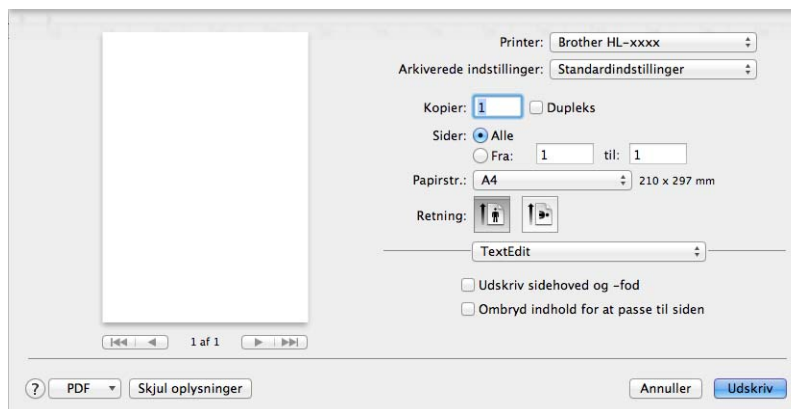 Printer: Brother HL-xxxx
Arkiverede indstillinger: Standardindstillinger
Kopier: 1 Dupleks
Sider: Alle
Fra: 1 til: 1
Papirstr.: A4 210 x 297 mm
Retning:
TextEdit
Udskriv sidehoved og -fod
Ombryd indhold for at passe til siden
1 af 1
? PDF Skjul oplysninger Annuller Udskriv